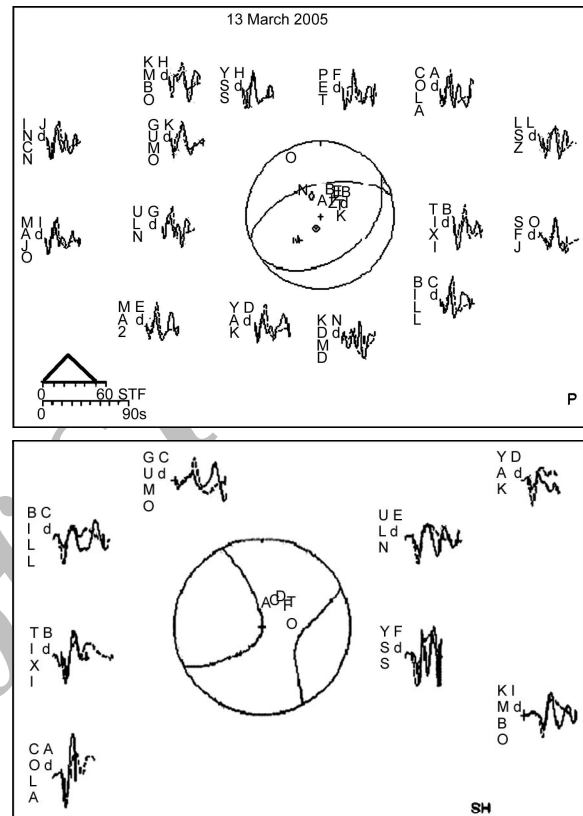 13 March 2005
KMBO H d
YSS H d
PET F d
COLA A d
INCN J d
GUMO K d
LSZ L d
O
N
B
A
K
MAJO I d
ULN G d
TIXI B d
SFJ O d
BILL C d
MA2 E d
YAK D d
KDMD N d
0 60 STF
0 90s
P
GUMO C d
YAK D d
BILL C d
ULN E d
A C D F T
O
TIXI B d
YSS F d
KMBO I d
COLA A d
SH